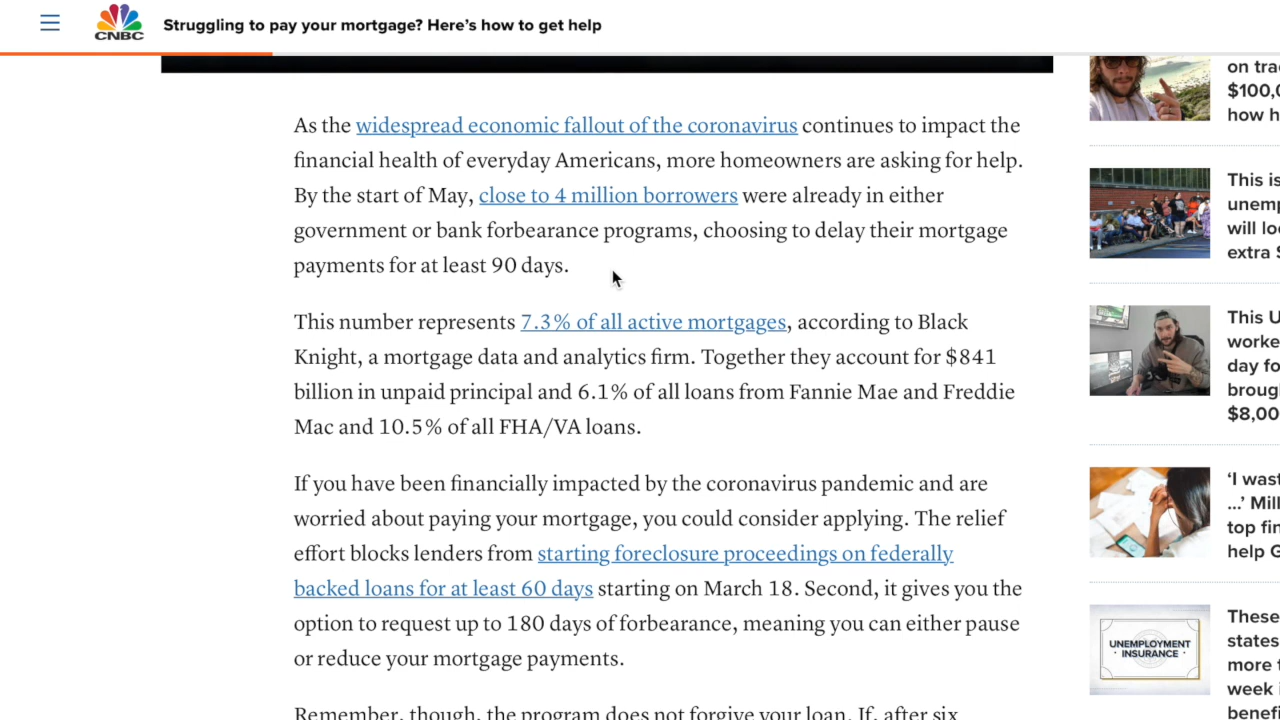 CNBC
Struggling to pay your mortgage? Here’s how to get help
As the widespread economic fallout of the coronavirus continues to impact the
financial health of everyday Americans, more homeowners are asking for help.
By the start of May, close to 4 million borrowers were already in either
government or bank forbearance programs, choosing to delay their mortgage
payments for at least 90 days.
This number represents 7.3% of all active mortgages, according to Black
Knight, a mortgage data and analytics firm. Together they account for $841
billion in unpaid principal and 6.1% of all loans from Fannie Mae and Freddie
Mac and 10.5% of all FHA/VA loans.
If you have been financially impacted by the coronavirus pandemic and are
worried about paying your mortgage, you could consider applying. The relief
effort blocks lenders from starting foreclosure proceedings on federally
backed loans for at least 60 days starting on March 18. Second, it gives you the
option to request up to 180 days of forbearance, meaning you can either pause
or reduce your mortgage payments.
Remember, though, the program does not forgive your loan. If, after six
on tra
$100,0
how h
This is
unemp
will lo
extra $
This U
worke
day fo
broug
$8,00
‘I wast
...’ Mill
top fin
help G
UNEMPLOYMENT
INSURANCE
These
states
more t
week i
benefi